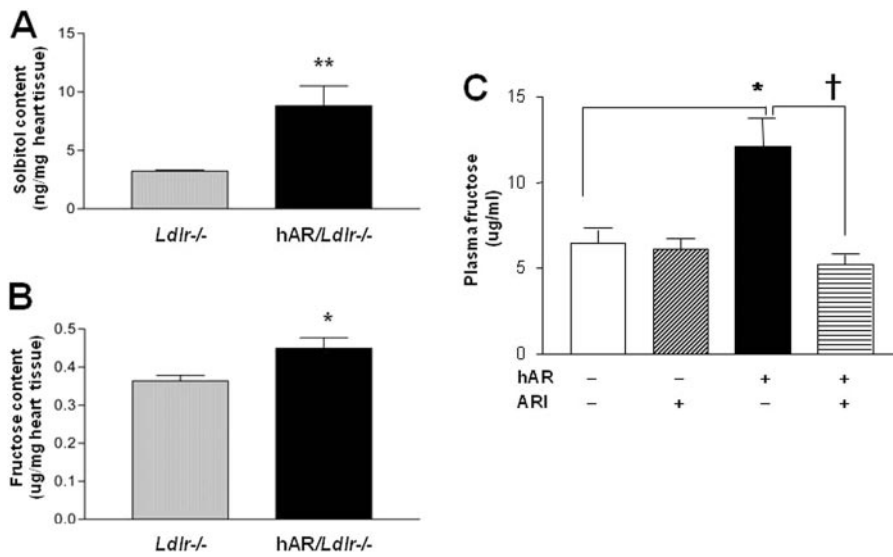 A
Solbitol content
(ng/mg heart tissue)
15
10
5
0
**
Ldlr-/-
hAR/Ldlr-/-
B
Fructose content
(ug/mg heart tissue)
0.5
0.4
0.3
0.2
0.1
0.0
*
Ldlr-/-
hAR/Ldlr-/-
C
Plasma fructose
(ug/ml)
15
10
5
0
* †
hAR – – + +
ARI – + – +